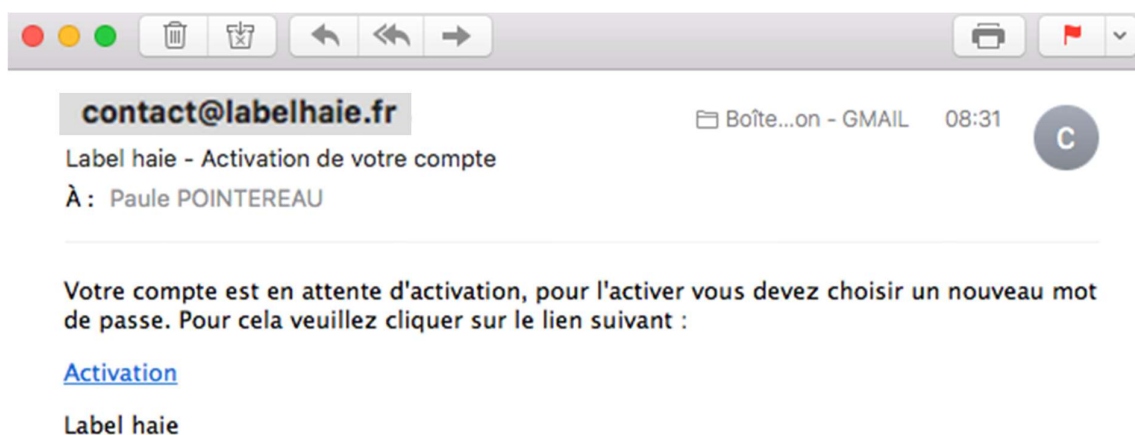 contact@labelhaie.fr
Boîte...on - GMAIL 08:31
C
Label haie - Activation de votre compte
À : Paule POINTEREAU
Votre compte est en attente d'activation, pour l'activer vous devez choisir un nouveau mot
de passe. Pour cela veuillez cliquer sur le lien suivant :
Activation
Label haie